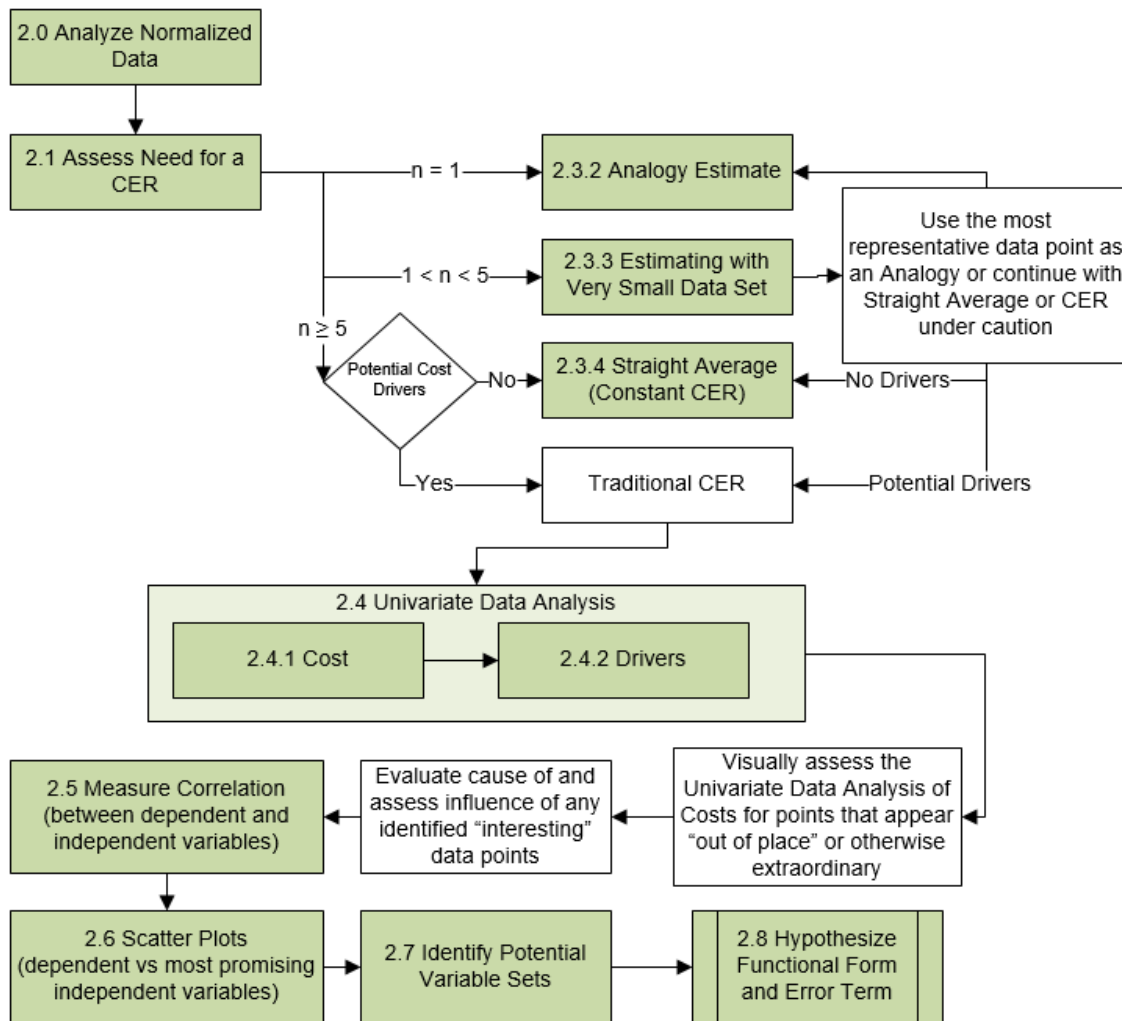 2.0 Analyze Normalized
Data
2.1 Assess Need for a
CER
n = 1
2.3.2 Analogy Estimate
Use the most
representative data point as
an Analogy or continue with
Straight Average or CER
under caution
1 < n < 5
2.3.3 Estimating with
Very Small Data Set
n ≥ 5
Potential Cost
Drivers
No
2.3.4 Straight Average
(Constant CER)
No Drivers
Yes
Traditional CER
Potential Drivers
2.4 Univariate Data Analysis
2.4.1 Cost
2.4.2 Drivers
Visually assess the
Univariate Data Analysis of
Costs for points that appear
“out of place” or otherwise
extraordinary
Evaluate cause of and
assess influence of any
identified “interesting”
data points
2.5 Measure Correlation
(between dependent and
independent variables)
2.6 Scatter Plots
(dependent vs most promising
independent variables)
2.7 Identify Potential
Variable Sets
2.8 Hypothesize
Functional Form
and Error Term